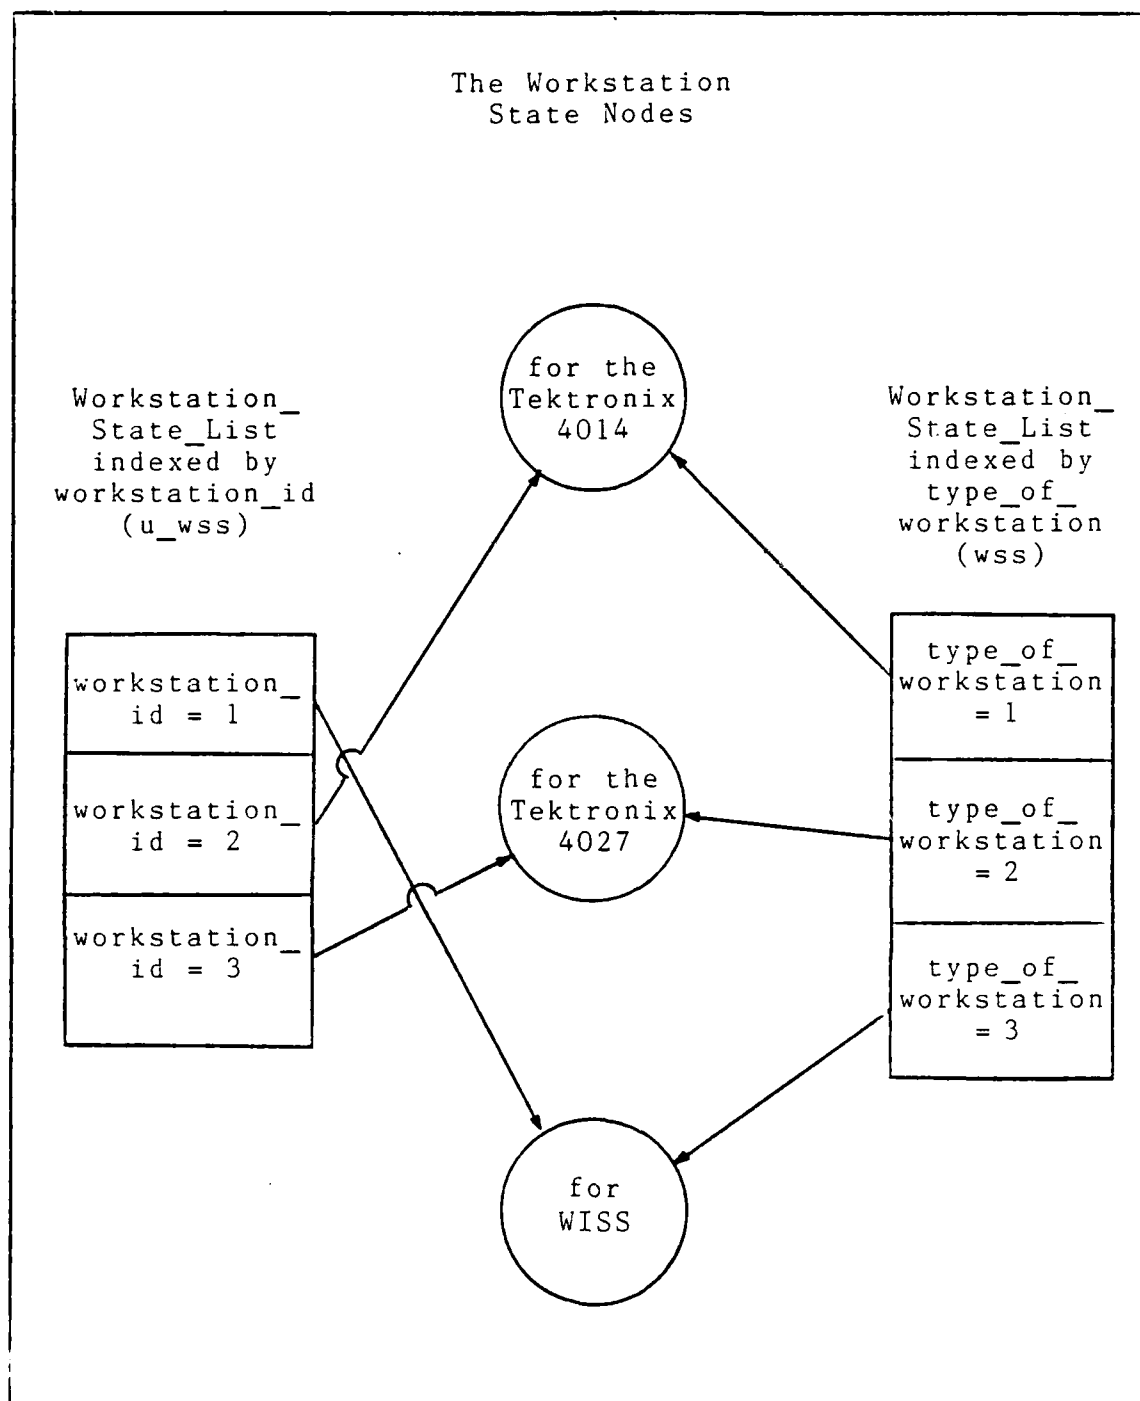 The Workstation
State Nodes
for the
Tektronix
4014
Workstation_
State_List
indexed by
workstation_id
(u_wss)
Workstation_
State_List
indexed by
type_of_
workstation
(wss)
workstation_
id = 1
workstation_
id = 2
workstation_
id = 3
for the
Tektronix
4027
type_of_
workstation
= 1
type_of_
workstation
= 2
type_of_
workstation
= 3
for
WISS